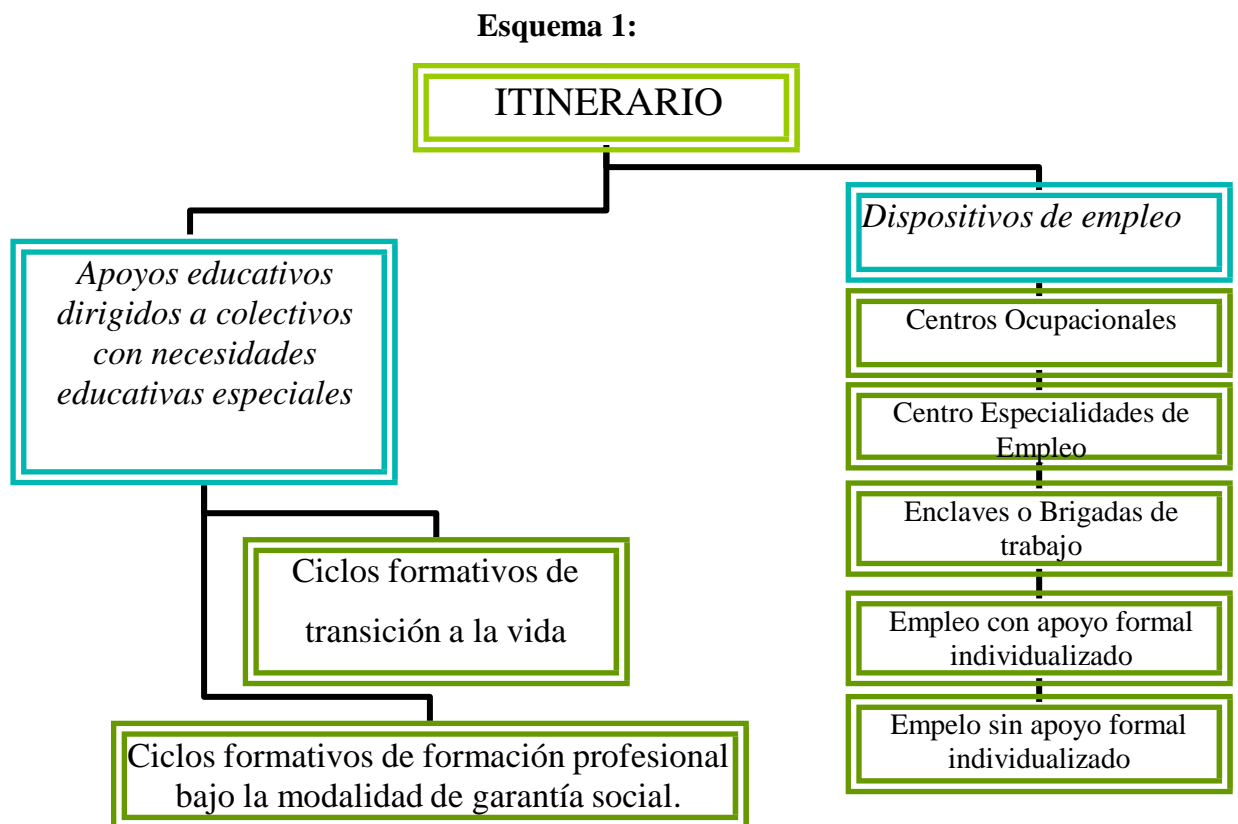 Esquema 1:
ITINERARIO
Apoyos educativos
dirigidos a colectivos
con necesidades
educativas especiales
Ciclos formativos de
transición a la vida
Ciclos formativos de formación profesional
bajo la modalidad de garantía social.
Dispositivos de empleo
Centros Ocupacionales
Centro Especialidades de
Empleo
Enclaves o Brigadas de
trabajo
Empleo con apoyo formal
individualizado
Empelo sin apoyo formal
individualizado